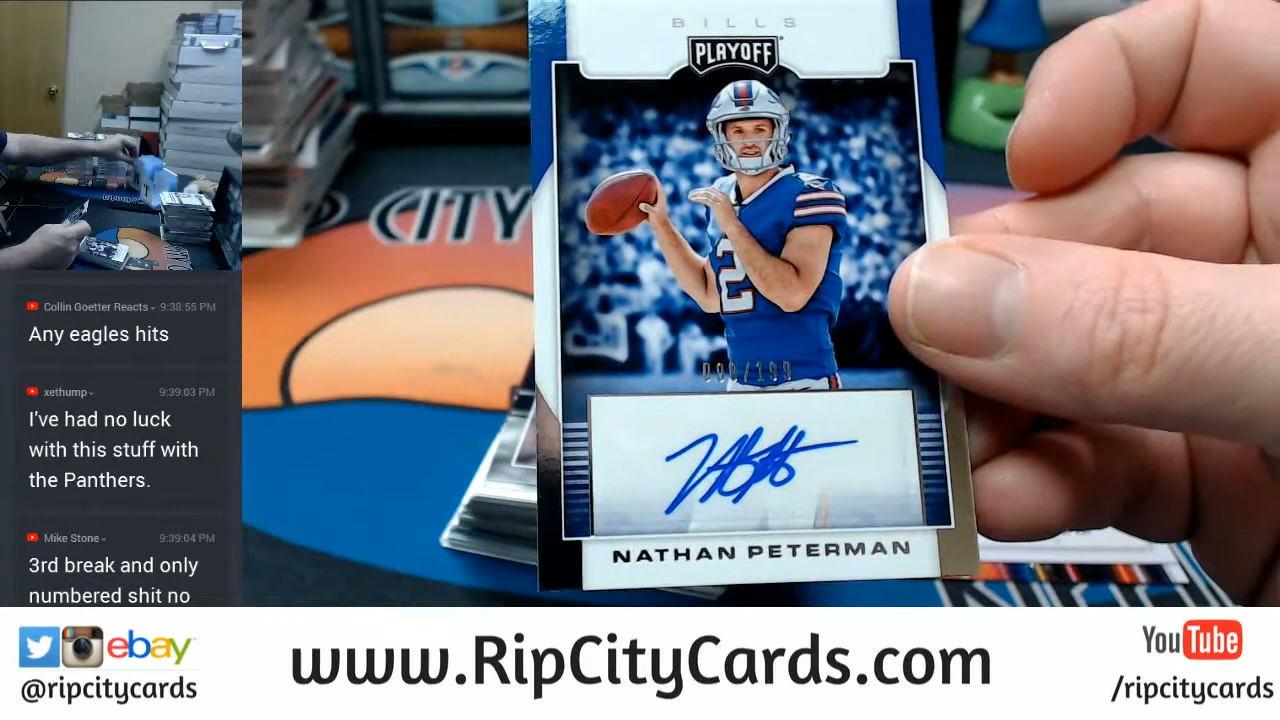 Collin Goetter Reacts 9:38:55 PM
Any eagles hits
xethump 9:39:03 PM
I've had no luck
with this stuff with
the Panthers.
Mike Stone 9:39:04 PM
3rd break and only
numbered shit no
CITY
BILLS
PLAYOFF
2
/199
NATHAN PETERMAN
ebay
@ripcitycards
www.RipCityCards.com
YouTube
/ripcitycards